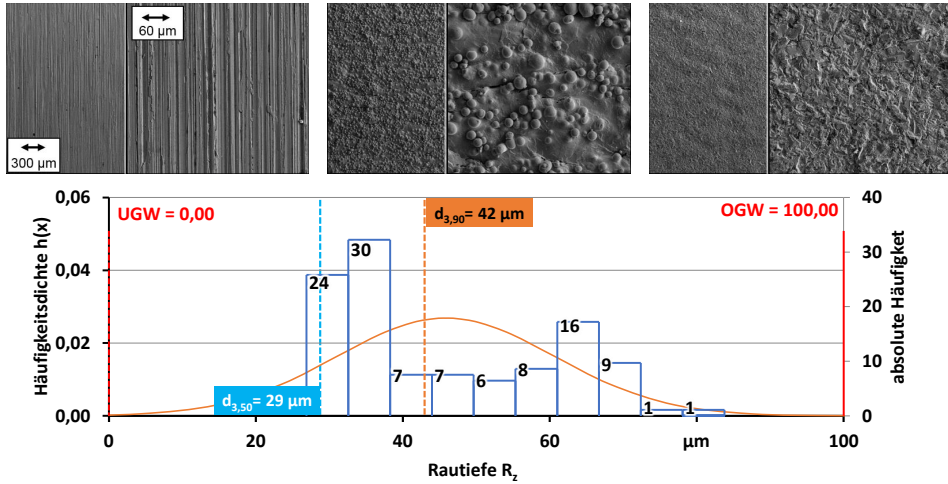 60 µm
300 µm
0,06
0,04
0,02
0,00
Häufigkeitsdichte h(x)
UGW = 0,00
d3,90= 42 µm
OGW = 100,00
d3,50= 29 µm
24
30
7
7
6
8
16
9
1
1
40
30
20
10
0
absolute Häufigket
0
20
40
60
µm
100
Rautiefe Rz